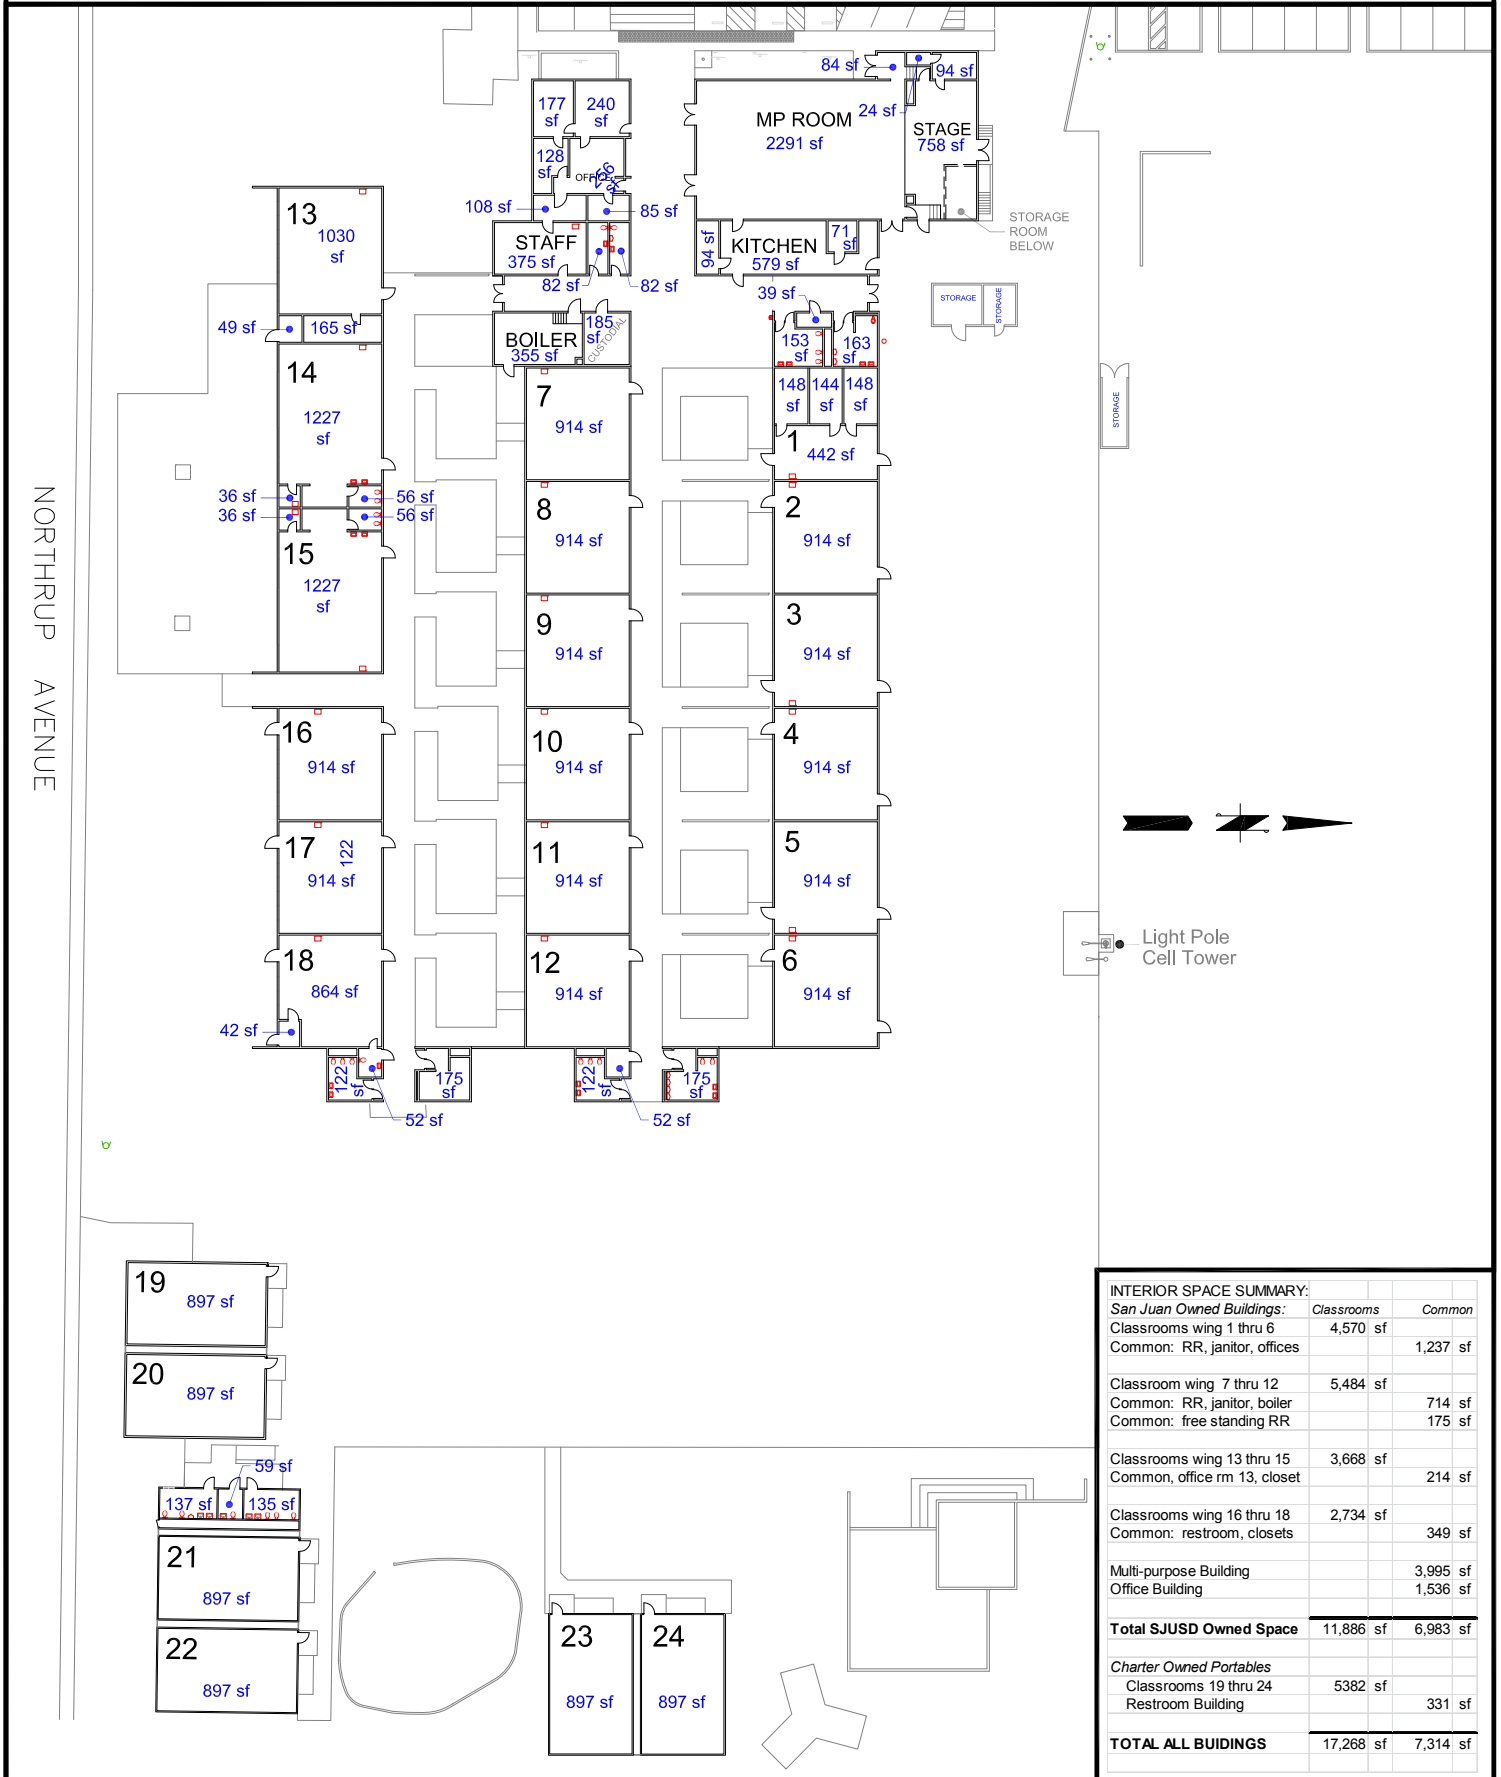 84 sf
94 sf
24 sf
177
sf
240
sf
MP ROOM
2291 sf
STAGE
758 sf
128
sf
OFFICE
256
sf
108 sf
85 sf
STORAGE
ROOM
BELOW
13
1030
sf
STAFF
375 sf
82 sf
82 sf
94 sf
KITCHEN
579 sf
71
sf
39 sf
STORAGE
STORAGE
49 sf
165 sf
BOILER
355 sf
185
sf
CUSTODIAL
153
sf
163
sf
14
1227
sf
7
914 sf
148
sf
144
sf
148
sf
STORAGE
1
442 sf
36 sf
36 sf
56 sf
56 sf
8
914 sf
2
914 sf
15
1227
sf
9
914 sf
3
914 sf
NORTHRUP AVENUE
16
914 sf
10
914 sf
4
914 sf
17
122
914 sf
11
914 sf
5
914 sf
18
864 sf
12
914 sf
6
914 sf
Light Pole
Cell Tower
42 sf
122
sf
175
sf
122
sf
175
sf
52 sf
52 sf
19
897 sf
20
897 sf
59 sf
137 sf
135 sf
21
897 sf
22
897 sf
23
897 sf
24
897 sf
INTERIOR SPACE SUMMARY:
San Juan Owned Buildings: Classrooms Common
Classrooms wing 1 thru 6 4,570 sf
Common: RR, janitor, offices 1,237 sf
Classroom wing 7 thru 12 5,484 sf
Common: RR, janitor, boiler 714 sf
Common: free standing RR 175 sf
Classrooms wing 13 thru 15 3,668 sf
Common, office rm 13, closet 214 sf
Classrooms wing 16 thru 18 2,734 sf
Common: restroom, closets 349 sf
Multi-purpose Building 3,995 sf
Office Building 1,536 sf
Total SJUSD Owned Space 11,886 sf 6,983 sf
Charter Owned Portables
Classrooms 19 thru 24 5382 sf
Restroom Building 331 sf
TOTAL ALL BUIDINGS 17,268 sf 7,314 sf